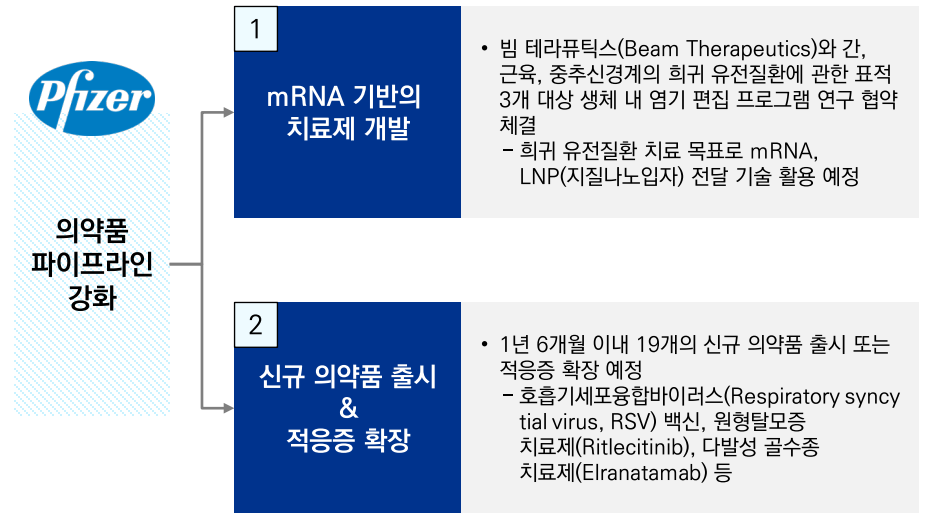 Pfizer
의약품
파이프라인
강화
1
mRNA 기반의
치료제 개발
• 빔 테라퓨틱스(Beam Therapeutics)와 간,
근육, 중추신경계의 희귀 유전질환에 관한 표적
3개 대상 생체 내 염기 편집 프로그램 연구 협약
체결
– 희귀 유전질환 치료 목표로 mRNA,
LNP(지질나노입자) 전달 기술 활용 예정
2
신규 의약품 출시
&
적응증 확장
• 1년 6개월 이내 19개의 신규 의약품 출시 또는
적응증 확장 예정
– 호흡기세포융합바이러스(Respiratory syncy
tial virus, RSV) 백신, 원형탈모증
치료제(Ritlecitinib), 다발성 골수종
치료제(Elranatamab) 등